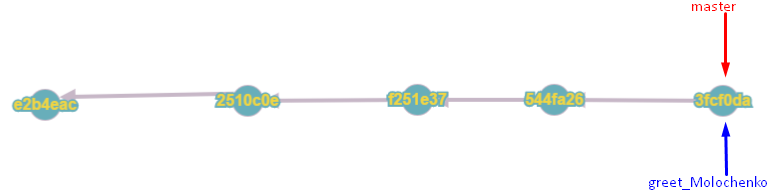 master
e2b4eac 2510c0e f251e37 544fa26 3fcf0da
greet_Molochenko